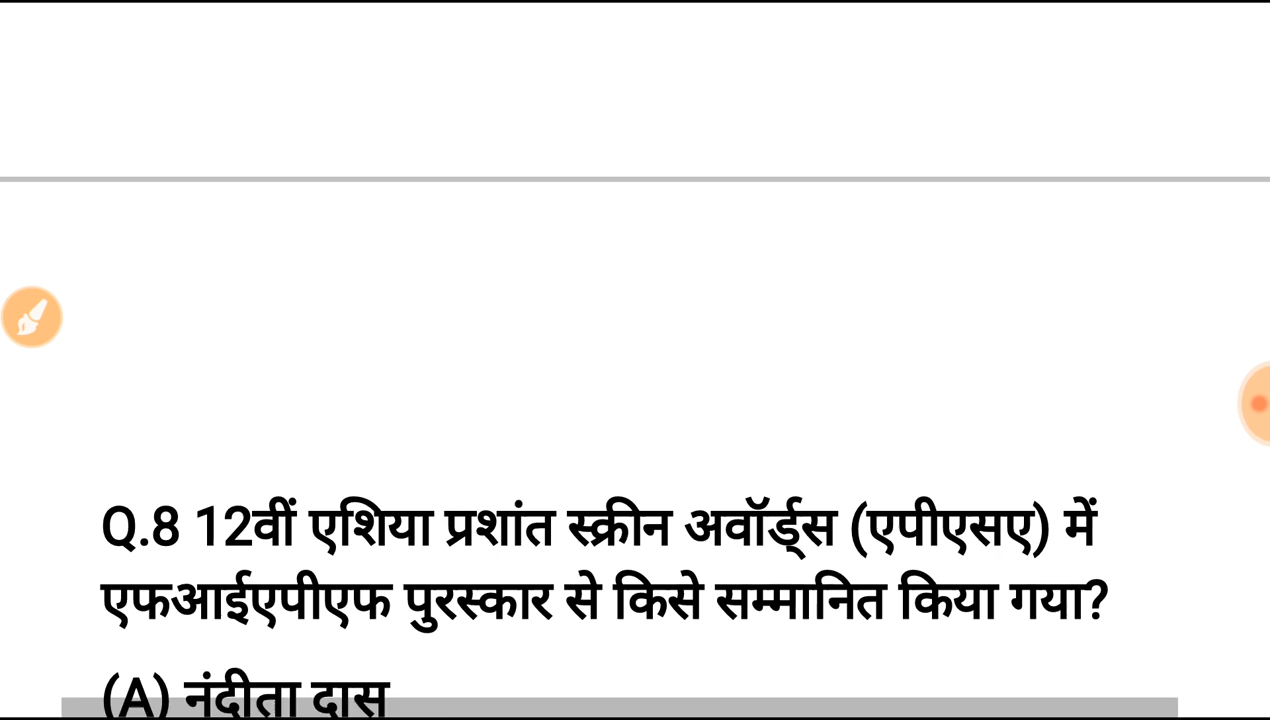 Q.8 12वीं एशिया प्रशांत स्क्रीन अवॉर्ड्स (एपीएसए) में
एफआईएपीएफ पुरस्कार से किसे सम्मानित किया गया?
(A) नंदीता दास